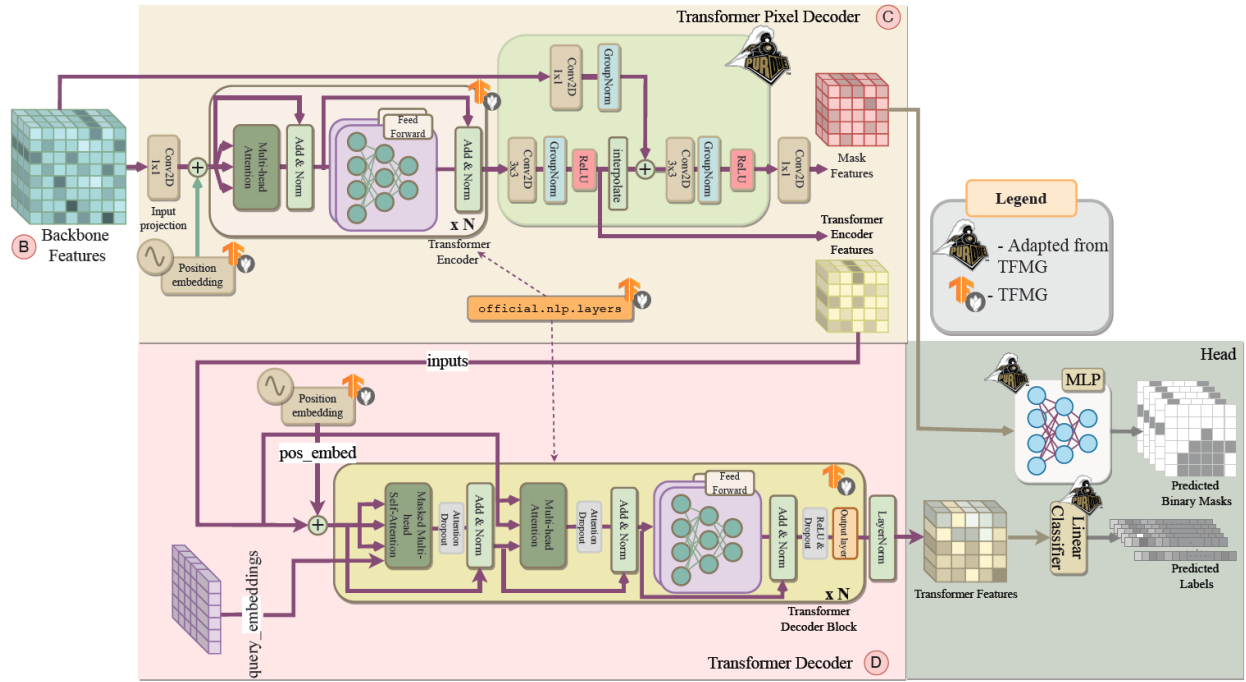 Transformer Pixel Decoder
C
Conv2D
1x1
GroupNorm
PURDUE
Feed
Forward
Multi-head
Attention
Add & Norm
Add & Norm
x N
Conv2D
1x1
Input
projection
B
Backbone
Features
Position
embedding
Transformer
Encoder
Conv2D
3x3
GroupNorm
ReLU
interpolate
Conv2D
3x3
GroupNorm
ReLU
Conv2D
1x1
Mask
Features
Transformer
Encoder
Features
official.nlp.layers
Legend
PURDUE
- Adapted from
TFMG
- TFMG
inputs
Position
embedding
pos_embed
query_embeddings
Masked Multi-
head
Self-Attention
Attention
Dropout
Add & Norm
Multi-head
Attention
Attention
Dropout
Add & Norm
Feed
Forward
Add & Norm
ReLU &
Dropout
Output layer
LayerNorm
x N
Transformer
Decoder Block
Transformer Decoder
D
Head
PURDUE
MLP
Predicted
Binary Masks
Transformer Features
PURDUE
Linear
Classifier
Predicted
Labels